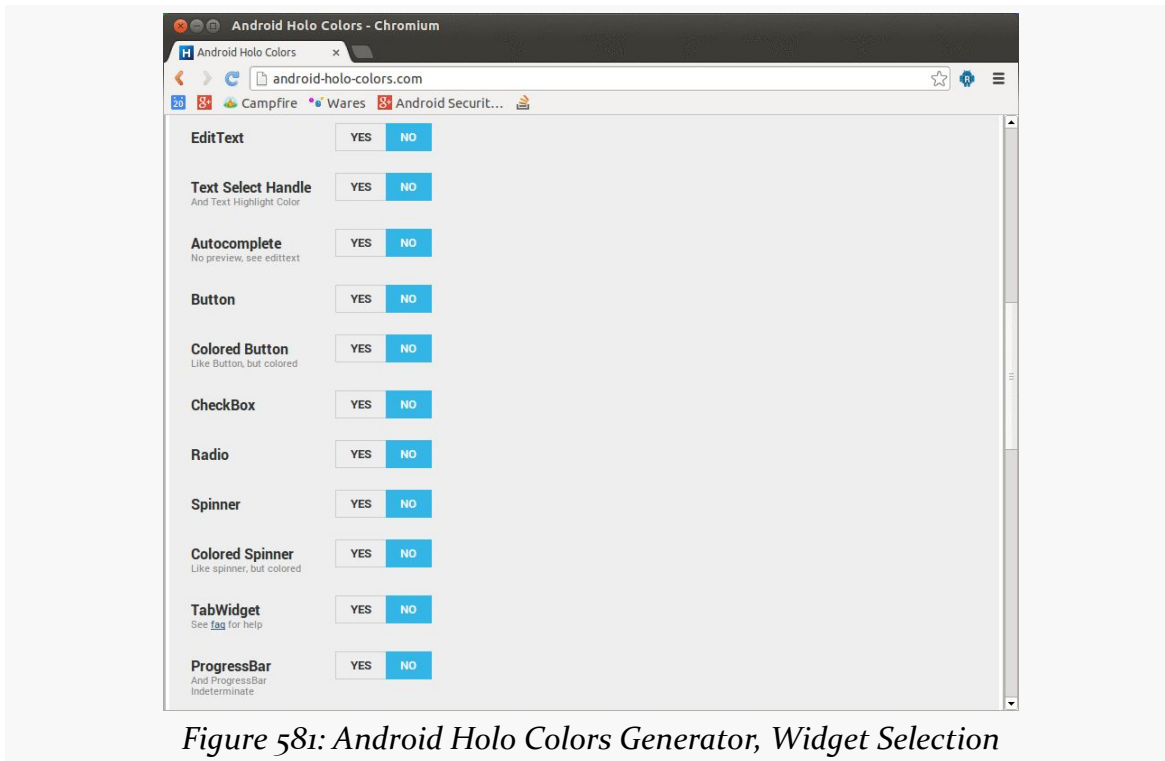 Android Holo Colors - Chromium
H Android Holo Colors ×
android-holo-colors.com
20 8+ Campfire Wares 8+ Android Securit...
EditText YES NO
Text Select Handle YES NO
And Text Highlight Color
Autocomplete YES NO
No preview, see edittext
Button YES NO
Colored Button YES NO
Like Button, but colored
CheckBox YES NO
Radio YES NO
Spinner YES NO
Colored Spinner YES NO
Like spinner, but colored
TabWidget YES NO
See faq for help
ProgressBar YES NO
And ProgressBar
Indeterminate
Figure 581: Android Holo Colors Generator, Widget Selection